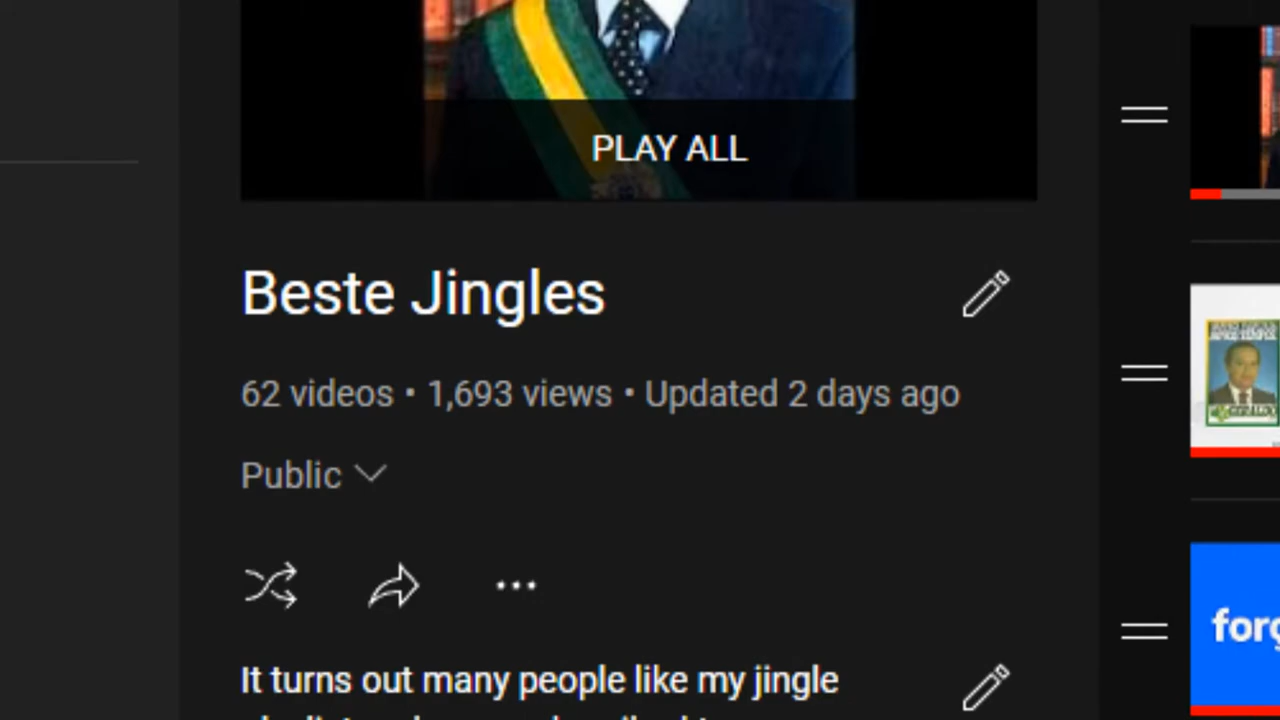 PLAY ALL
Beste Jingles
62 videos • 1,693 views • Updated 2 days ago
Public
It turns out many people like my jingle
forg